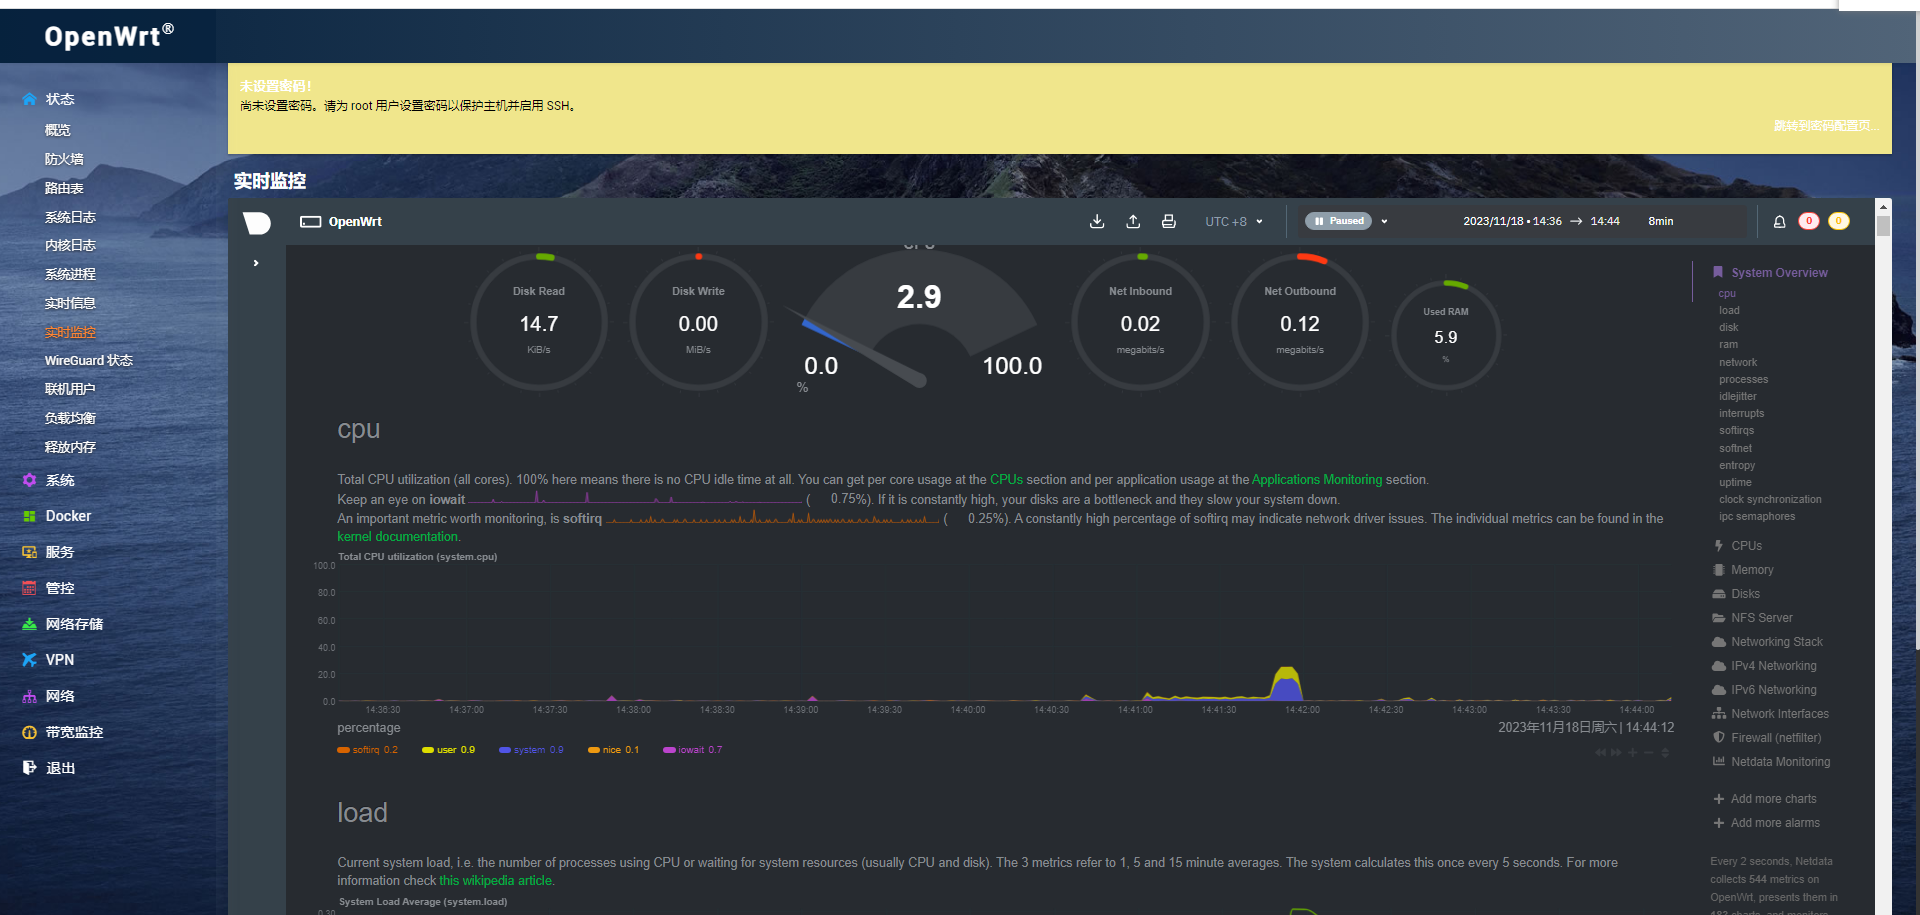 OpenWrt®
状态
概览
防火墙
路由表
系统日志
内核日志
系统进程
实时信息
实时监控
WireGuard 状态
联机用户
负载均衡
释放内存
系统
Docker
服务
管控
网络存储
VPN
网络
带宽监控
退出
未设置密码!
尚未设置密码。请为 root 用户设置密码以保护主机并启用 SSH。
跳转到密码配置页...
实时监控
OpenWrt
UTC +8
Paused
2023/11/18 • 14:36 → 14:44
8min
0
0
Disk Read
14.7
KiB/s
Disk Write
0.00
MiB/s
2.9
0.0
100.0
%
Net Inbound
0.02
megabits/s
Net Outbound
0.12
megabits/s
Used RAM
5.9
%
cpu
Total CPU utilization (all cores). 100% here means there is no CPU idle time at all. You can get per core usage at the CPUs section and per application usage at the Applications Monitoring section.
Keep an eye on iowait ( 0.75%). If it is constantly high, your disks are a bottleneck and they slow your system down.
An important metric worth monitoring, is softirq ( 0.25%). A constantly high percentage of softirq may indicate network driver issues. The individual metrics can be found in the
kernel documentation.
Total CPU utilization (system.cpu)
100.0
80.0
60.0
40.0
20.0
0.0
14:36:30 14:37:00 14:37:30 14:38:00 14:38:30 14:39:00 14:39:30 14:40:00 14:40:30 14:41:00 14:41:30 14:42:00 14:42:30 14:43:00 14:43:30 14:44:00
percentage
2023年11月18日周六 | 14:44:12
softirq 0.2 user 0.9 system 0.9 nice 0.1 iowait 0.7
load
Current system load, i.e. the number of processes using CPU or waiting for system resources (usually CPU and disk). The 3 metrics refer to 1, 5 and 15 minute averages. The system calculates this once every 5 seconds. For more
information check this wikipedia article.
System Load Average (system.load)
System Overview
cpu
load
disk
ram
network
processes
idlejitter
interrupts
softirqs
softnet
entropy
uptime
clock synchronization
ipc semaphores
CPUs
Memory
Disks
NFS Server
Networking Stack
IPv4 Networking
IPv6 Networking
Network Interfaces
Firewall (netfilter)
Netdata Monitoring
Add more charts
Add more alarms
Every 2 seconds, Netdata
collects 544 metrics on
OpenWrt, presents them in